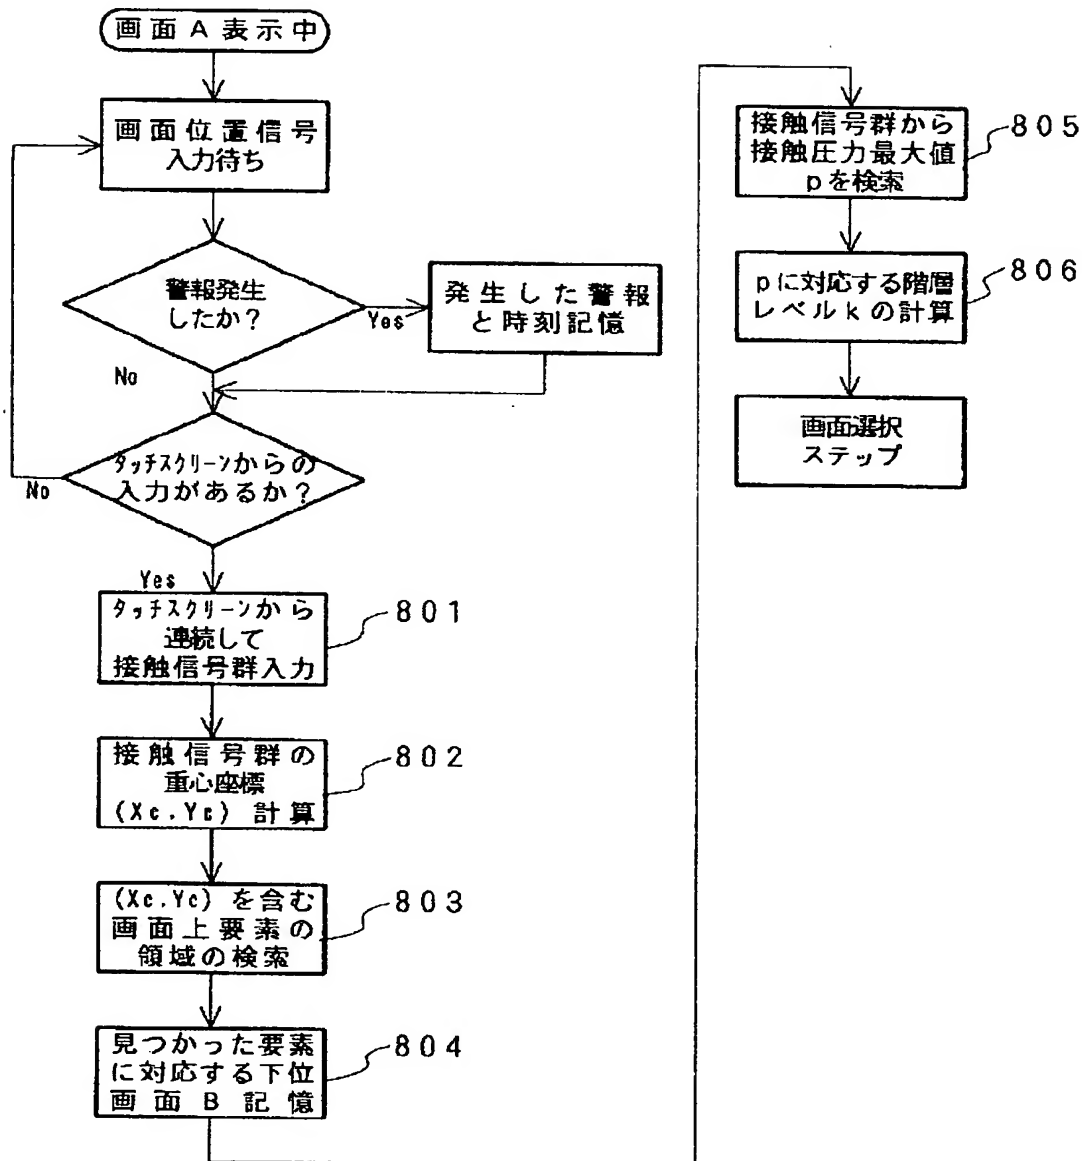 画面A表示中
画面位置信号
入力待ち
警報発生
したか？
Yes
発生した警報
と時刻記憶
No
タッチスクリーンからの
入力があるか？
No
Yes
タッチスクリーンから
連続して
接触信号群入力
801
接触信号群の
重心座標
(Xc,Yc)計算
802
(Xc,Yc)を含む
画面上要素の
領域の検索
803
見つかった要素
に対応する下位
画面B記憶
804
接触信号群から
接触圧力最大値
pを検索
805
pに対応する階層
レベルkの計算
806
画面選択
ステップ